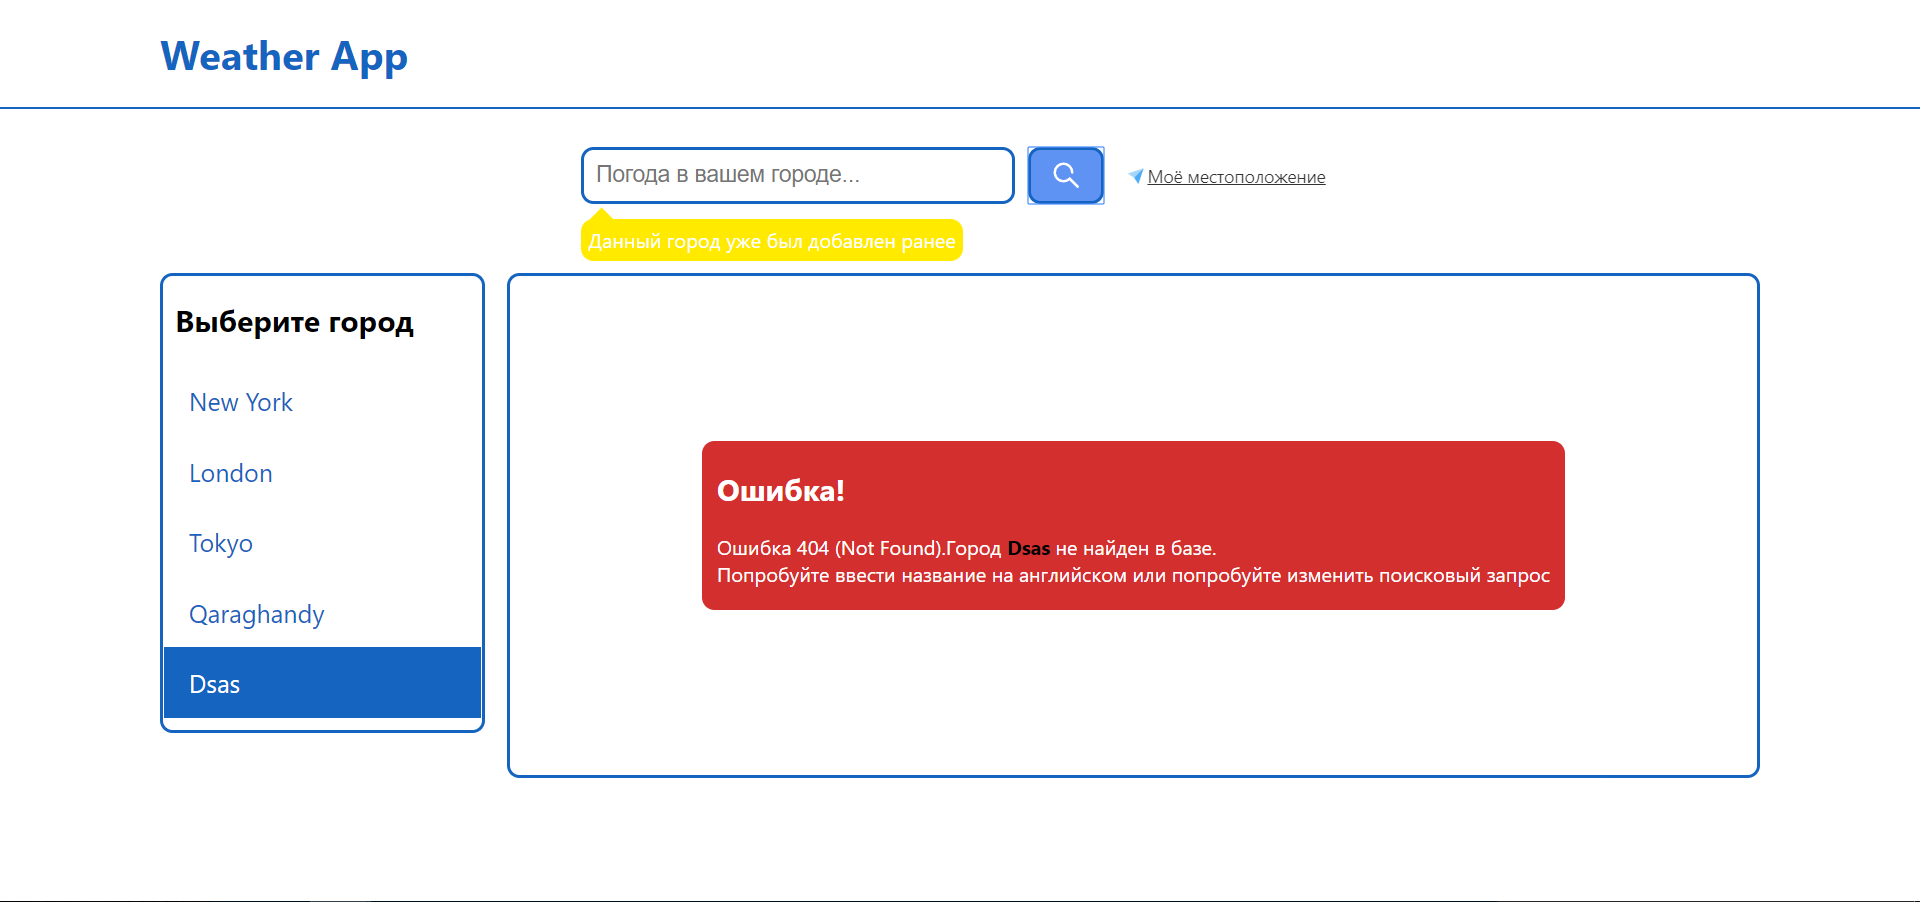 Weather App
Погода в вашем городе...
Моё местоположение
Данный город уже был добавлен ранее
Выберите город
New York
London
Tokyo
Qaraghandy
Dsas
Ошибка!
Ошибка 404 (Not Found).Город Dsas не найден в базе.
Попробуйте ввести название на английском или попробуйте изменить поисковый запрос